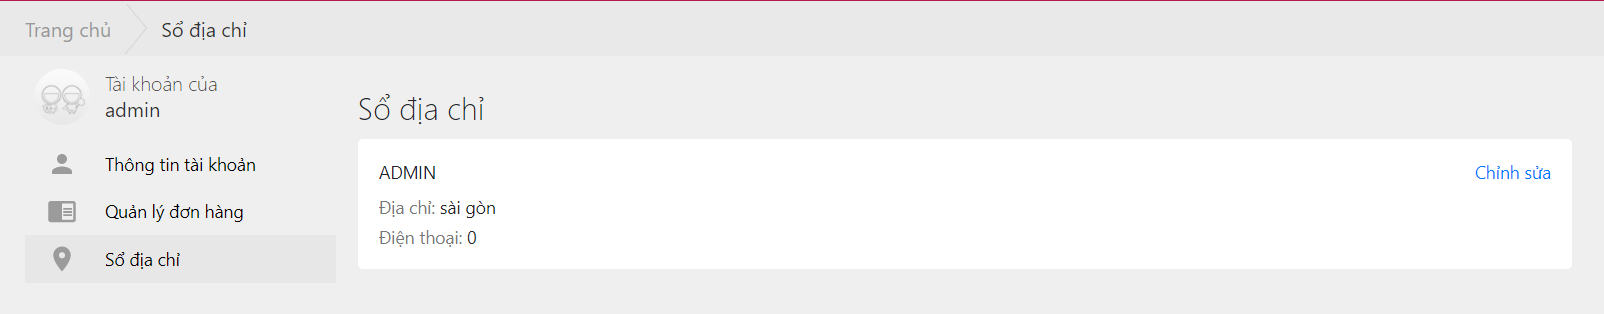 Trang chủ
Sổ địa chỉ
Tài khoản của
admin
Thông tin tài khoản
Quản lý đơn hàng
Sổ địa chỉ
Sổ địa chỉ
ADMIN
Chỉnh sửa
Địa chỉ: sài gòn
Điện thoại: 0